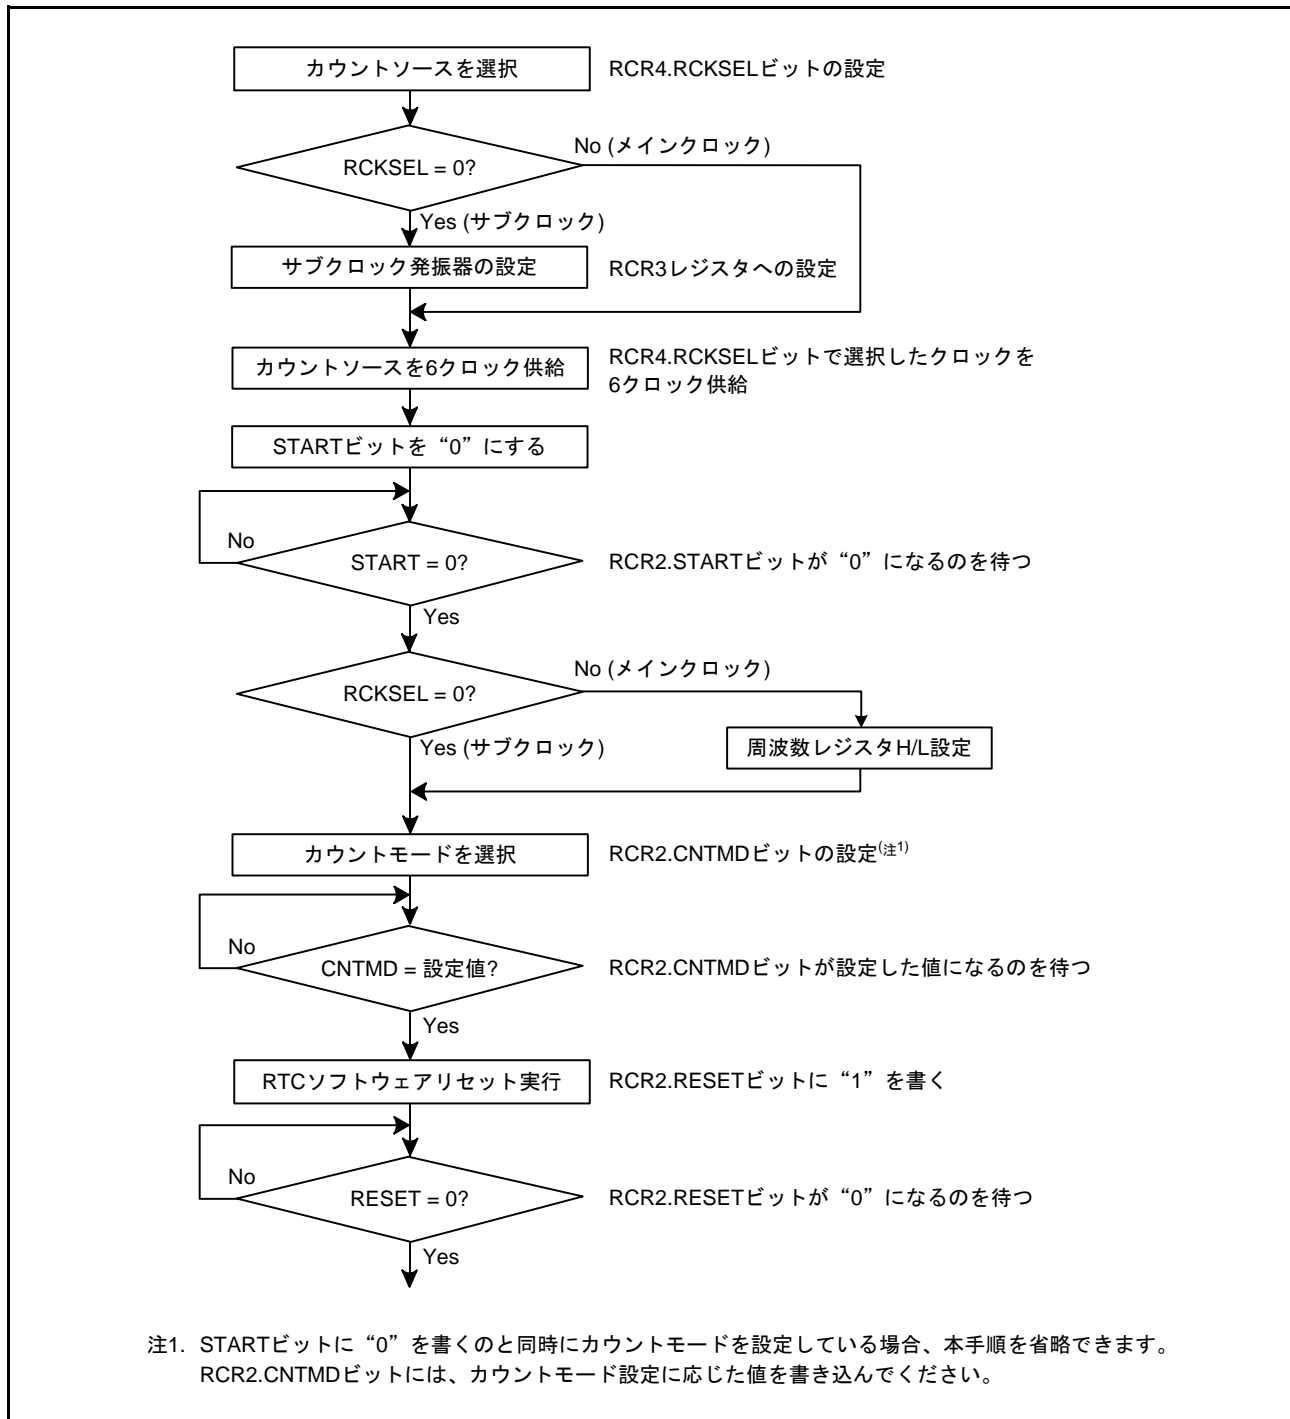 カウントソースを選択 RCR4.RCKSELビットの設定
No (メインクロック)
RCKSEL = 0?
Yes (サブクロック)
サブクロック発振器の設定 RCR3レジスタへの設定
カウントソースを6クロック供給 RCR4.RCKSELビットで選択したクロックを
6クロック供給
STARTビットを“0”にする
No
START = 0? RCR2.STARTビットが“0”になるのを待つ
Yes
No (メインクロック)
RCKSEL = 0?
Yes (サブクロック) 周波数レジスタH/L設定
カウントモードを選択 RCR2.CNTMDビットの設定(注1)
No
CNTMD = 設定値? RCR2.CNTMDビットが設定した値になるのを待つ
Yes
RTCソフトウェアリセット実行 RCR2.RESETビットに“1”を書く
No
RESET = 0? RCR2.RESETビットが“0”になるのを待つ
Yes
注1. STARTビットに“0”を書くのと同時にカウントモードを設定している場合、本手順を省略できます。
RCR2.CNTMDビットには、カウントモード設定に応じた値を書き込んでください。